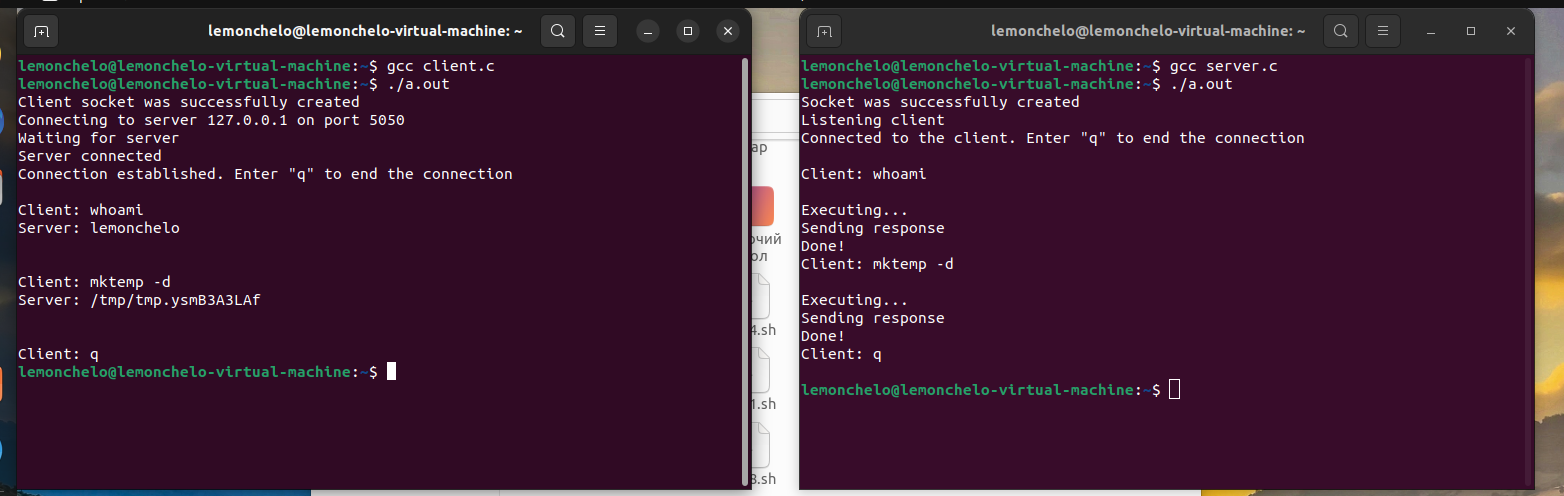 lemonchelo@lemonchelo-virtual-machine: ~
lemonchelo@lemonchelo-virtual-machine:~$ gcc client.c
lemonchelo@lemonchelo-virtual-machine:~$ ./a.out
Client socket was successfully created
Connecting to server 127.0.0.1 on port 5050
Waiting for server
Server connected
Connection established. Enter "q" to end the connection
Client: whoami
Server: lemonchelo
Client: mktemp -d
Server: /tmp/tmp.ysmB3A3LAf
Client: q
lemonchelo@lemonchelo-virtual-machine:~$
4.sh
1.sh
3.sh
lemonchelo@lemonchelo-virtual-machine: ~
lemonchelo@lemonchelo-virtual-machine:~$ gcc server.c
lemonchelo@lemonchelo-virtual-machine:~$ ./a.out
Socket was successfully created
Listening client
Connected to the client. Enter "q" to end the connection
Client: whoami
Executing...
Sending response
Done!
Client: mktemp -d
Executing...
Sending response
Done!
Client: q
lemonchelo@lemonchelo-virtual-machine:~$